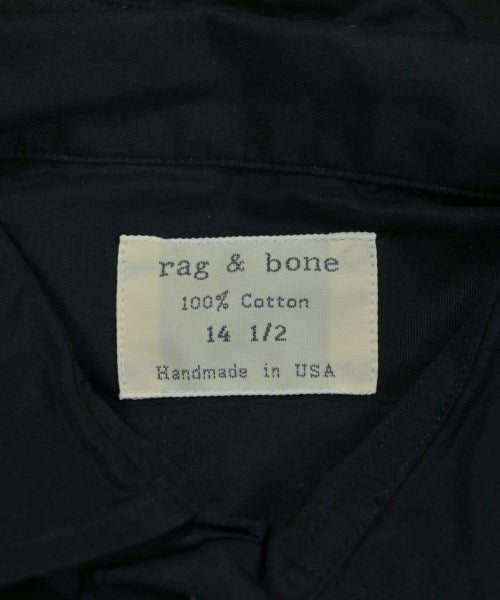 rag & bone
100% Cotton
14 1/2
Handmade in USA